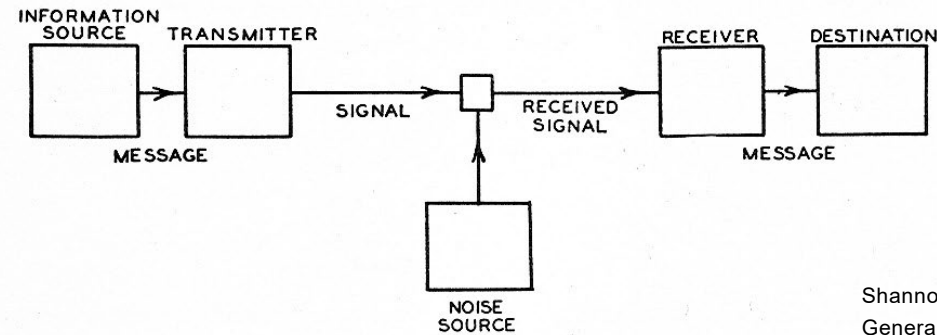 INFORMATION
SOURCE
TRANSMITTER
RECEIVER
DESTINATION
SIGNAL
RECEIVED
SIGNAL
MESSAGE
MESSAGE
NOISE
SOURCE
Shanno
Genera